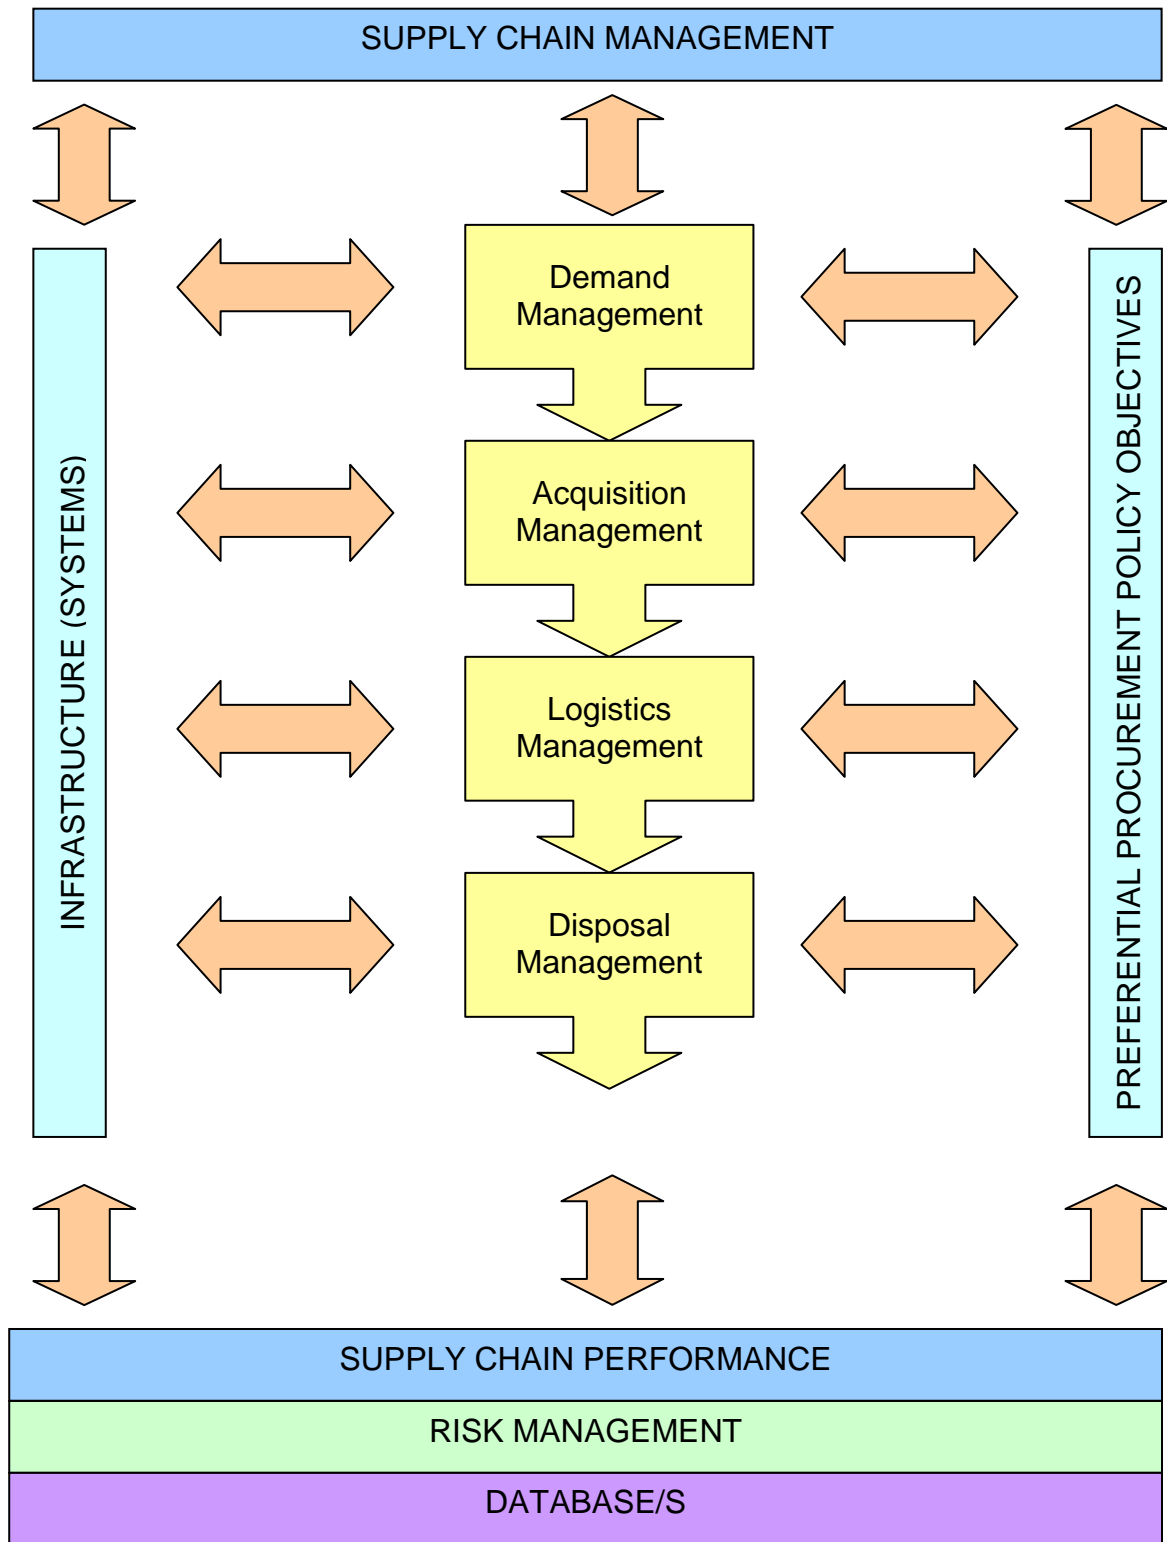 SUPPLY CHAIN MANAGEMENT
INFRASTRUCTURE (SYSTEMS)
Demand
Management
Acquisition
Management
Logistics
Management
Disposal
Management
PREFERENTIAL PROCUREMENT POLICY OBJECTIVES
SUPPLY CHAIN PERFORMANCE
RISK MANAGEMENT
DATABASE/S